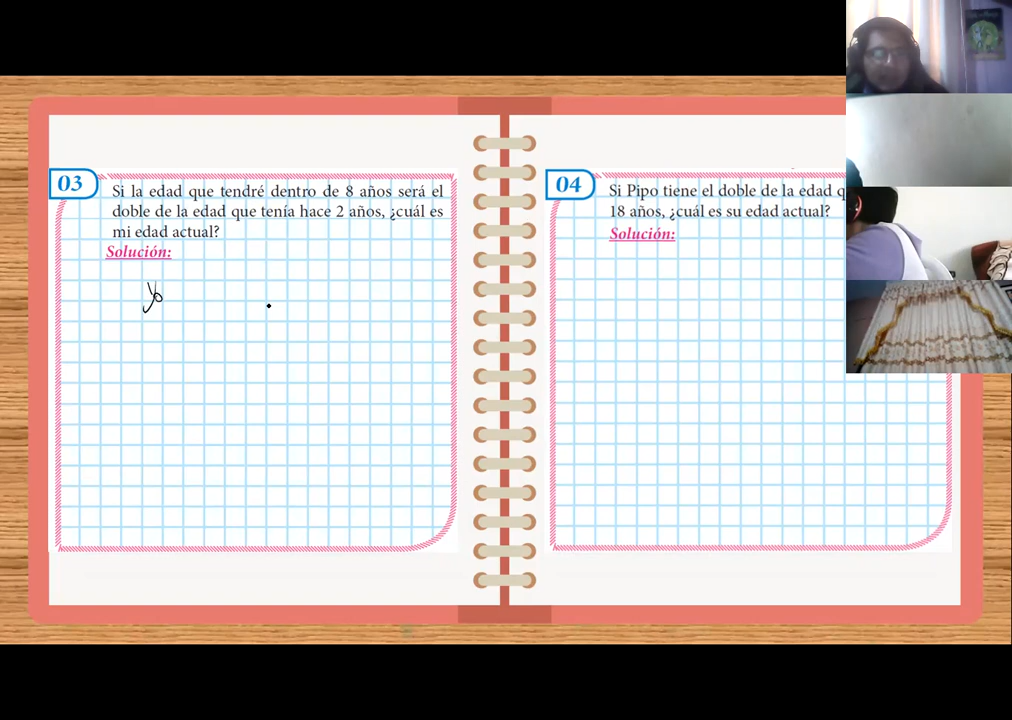 03
Si la edad que tendré dentro de 8 años será el
doble de la edad que tenía hace 2 años, ¿cuál es
mi edad actual?
Solución:
yo
04
Si Pipo tiene el doble de la edad q
18 años, ¿cuál es su edad actual?
Solución: